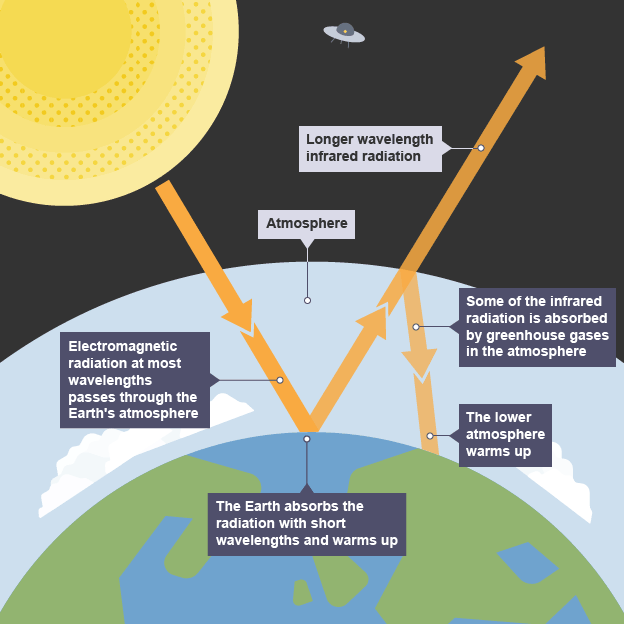 Longer wavelength
infrared radiation
Atmosphere
Some of the infrared
radiation is absorbed
by greenhouse gases
in the atmosphere
Electromagnetic
radiation at most
wavelengths
passes through the
Earth's atmosphere
The lower
atmosphere
warms up
The Earth absorbs the
radiation with short
wavelengths and warms up